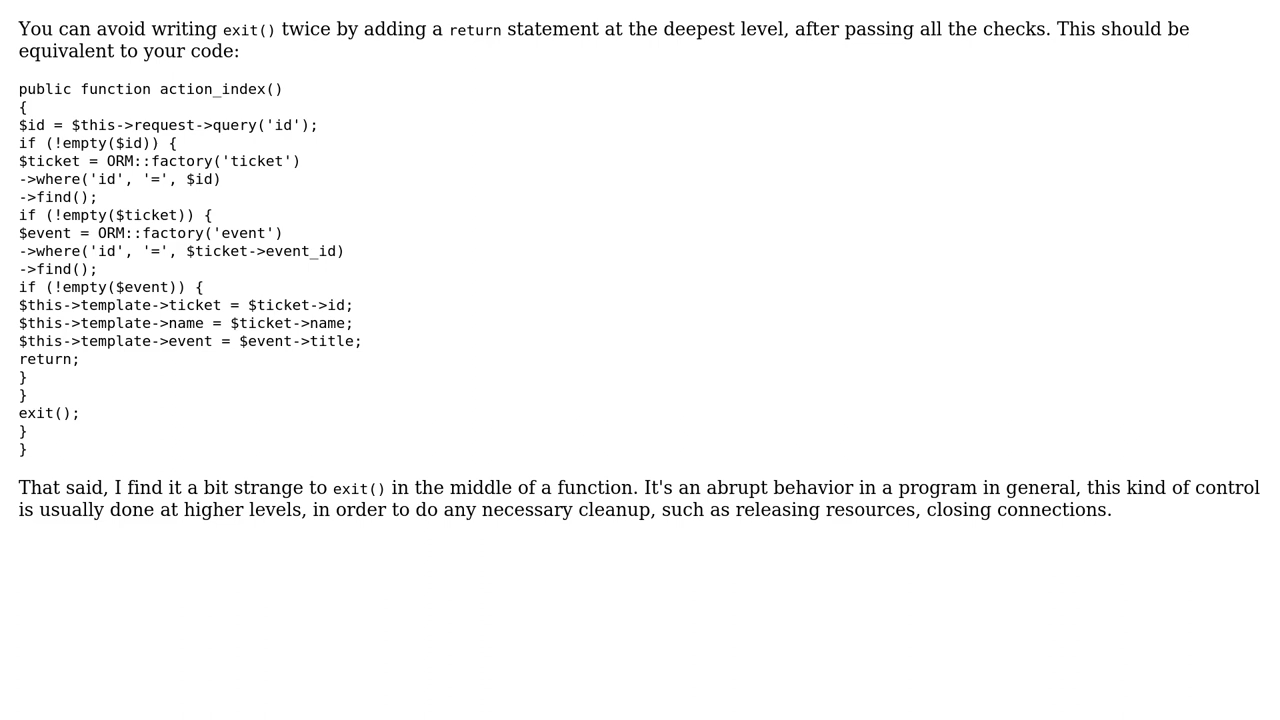 You can avoid writing exit() twice by adding a return statement at the deepest level, after passing all the checks. This should be
equivalent to your code:
public function action_index()
{
$id = $this->request->query('id');
if (!empty($id)) {
$ticket = ORM::factory('ticket')
->where('id', '=', $id)
->find();
if (!empty($ticket)) {
$event = ORM::factory('event')
->where('id', '=', $ticket->event_id)
->find();
if (!empty($event)) {
$this->template->ticket = $ticket->id;
$this->template->name = $ticket->name;
$this->template->event = $event->title;
return;
}
}
exit();
}
}
That said, I find it a bit strange to exit() in the middle of a function. It's an abrupt behavior in a program in general, this kind of control
is usually done at higher levels, in order to do any necessary cleanup, such as releasing resources, closing connections.